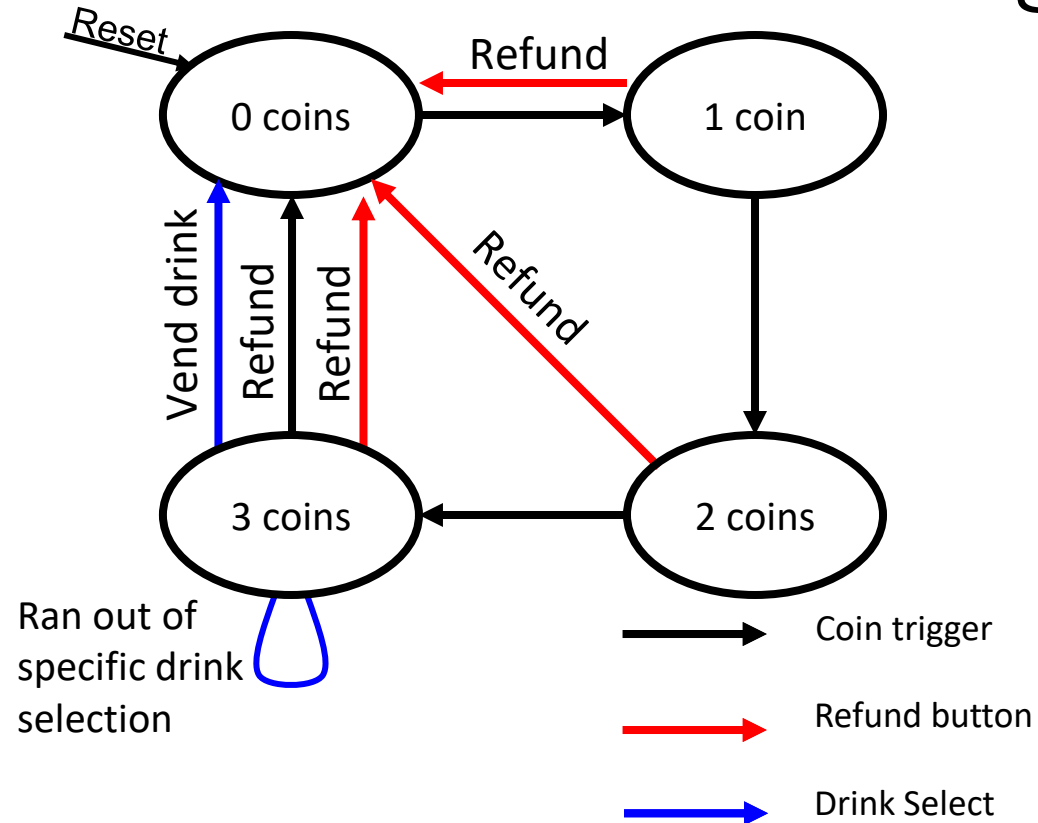 Reset
Refund
0 coins
1 coin
Vend drink
Refund
Refund
Refund
3 coins
2 coins
Ran out of
specific drink
selection
Coin trigger
Refund button
Drink Select